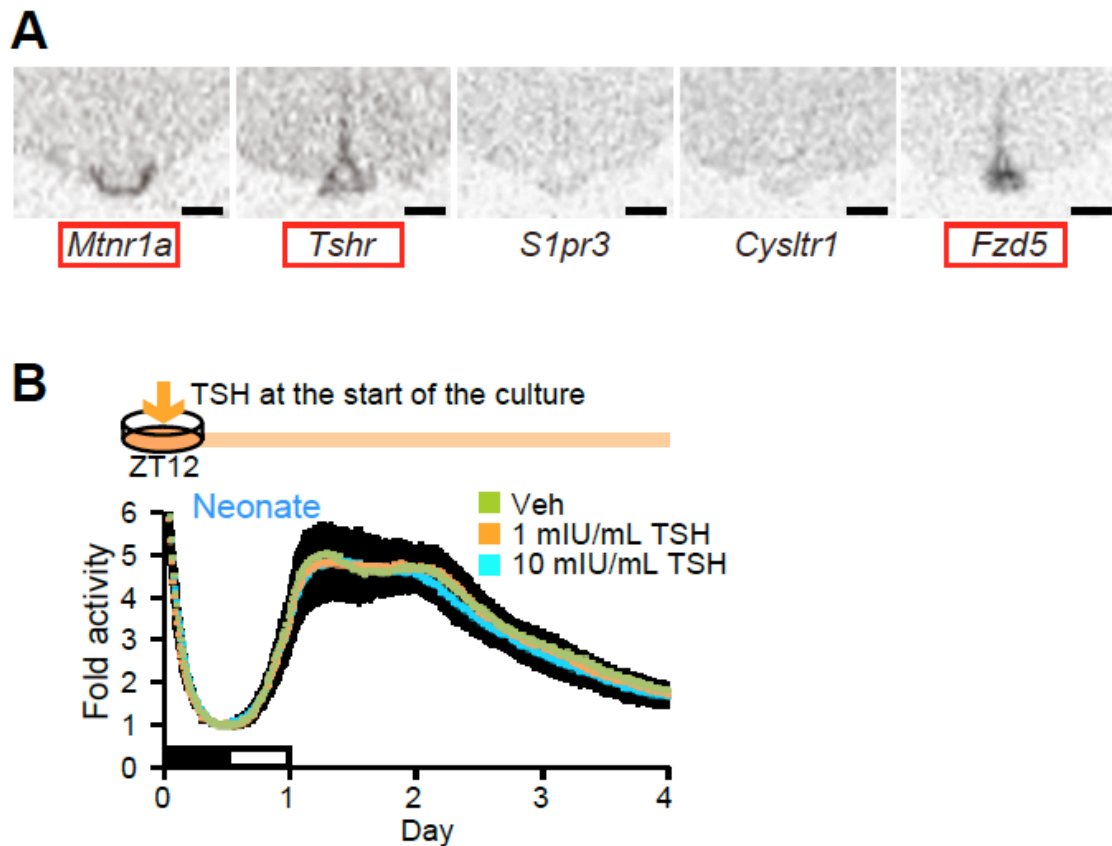 A
Mtnr1a Tshr S1pr3 Cysltr1 Fzd5
B
TSH at the start of the culture
ZT12
Neonate
Veh
1 mIU/mL TSH
10 mIU/mL TSH
Fold activity
6
5
4
3
2
1
0
0 1 2 3 4
Day